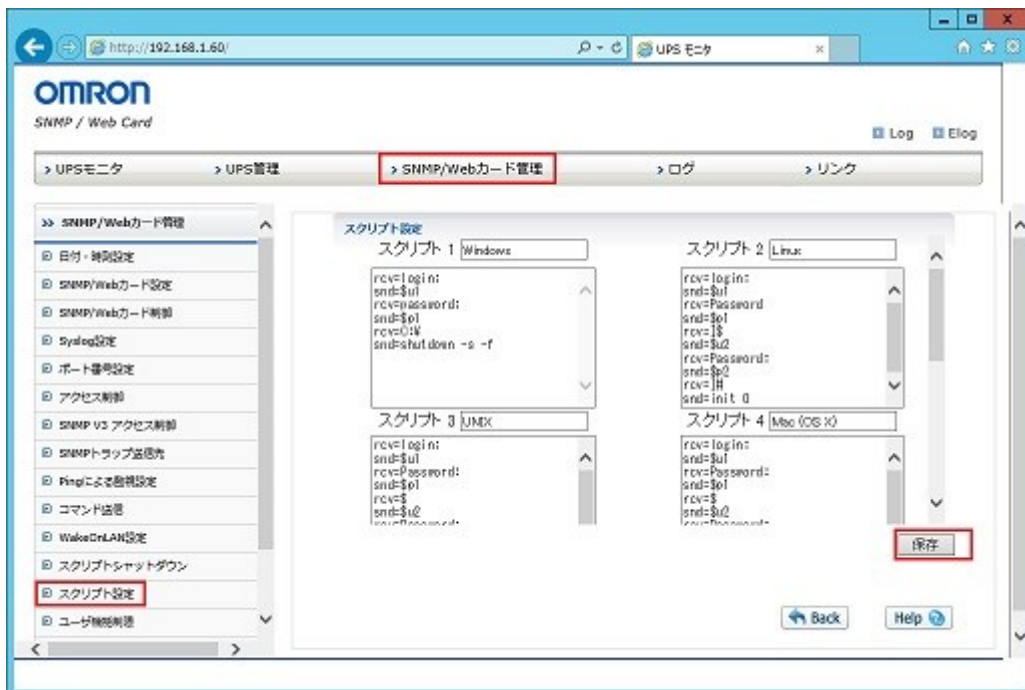 http://192.168.1.60/
UPS モニタ
OMRON
SNMP / Web Card
Log Elog
UPSモニタ UPS管理 SNMP/Webカード管理 ログ リンク
SNMP/Webカード管理
日付・時刻設定
SNMP/Webカード設定
SNMP/Webカード制御
Syslog設定
ポート番号設定
アクセス制御
SNMP V3 アクセス制御
SNMPトラップ送信先
Pingによる監視設定
コマンド送信
WakeOnLAN設定
スクリプトシャットダウン
スクリプト設定
ユーザ権限制限
スクリプト設定
スクリプト 1 Windows
rcv=login:
snd=$u1
rcv=password:
snd=$p1
rcv=C:¥
snd=shutdown -s -f
スクリプト 2 Linux
rcv=login:
snd=$u1
rcv=Password
snd=$p1
rcv=]$
snd=$u2
rcv=Password:
snd=$p2
rcv=]#
snd=init 0
スクリプト 3 UNIX
rcv=login:
snd=$u1
rcv=Password:
snd=$p1
rcv=$
snd=$u2
rcv=Password:
スクリプト 4 Mac (OS X)
rcv=login:
snd=$u1
rcv=Password:
snd=$p1
rcv=$
snd=$u2
rcv=Password:
保存
Back Help